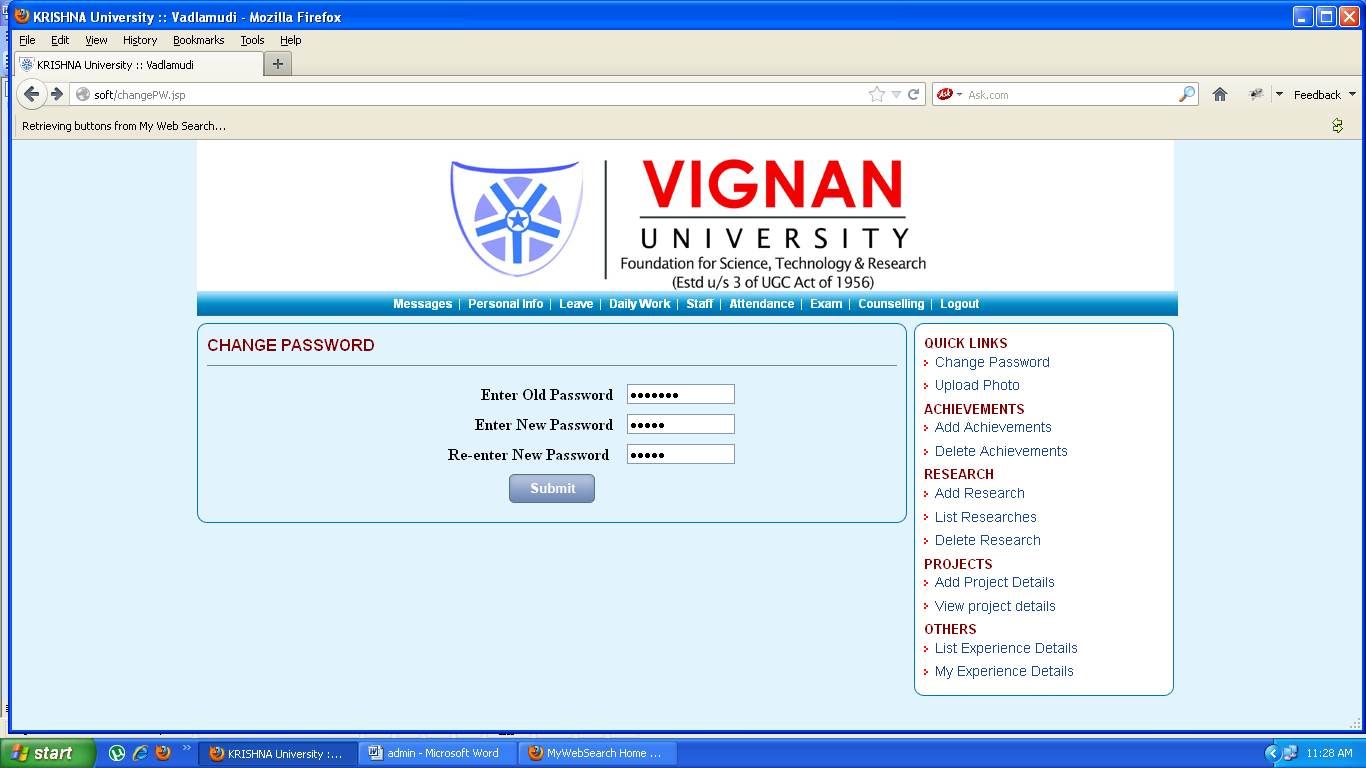 KRISHNA University :: Vadlamudi - Mozilla Firefox
File Edit View History Bookmarks Tools Help
KRISHNA University :: Vadlamudi
soft/changePW.jsp
Ask Ask.com
Feedback
Retrieving buttons from My Web Search...
VIGNAN
UNIVERSITY
Foundation for Science, Technology & Research
(Estd u/s 3 of UGC Act of 1956)
Messages | Personal Info | Leave | Daily Work | Staff | Attendance | Exam | Counselling | Logout
CHANGE PASSWORD
Enter Old Password •••••••
Enter New Password •••••
Re-enter New Password •••••
Submit
QUICK LINKS
Change Password
Upload Photo
ACHIEVEMENTS
Add Achievements
Delete Achievements
RESEARCH
Add Research
List Researches
Delete Research
PROJECTS
Add Project Details
View project details
OTHERS
List Experience Details
My Experience Details
start
KRISHNA University :...
admin - Microsoft Word
MyWebSearch Home ...
11:28 AM